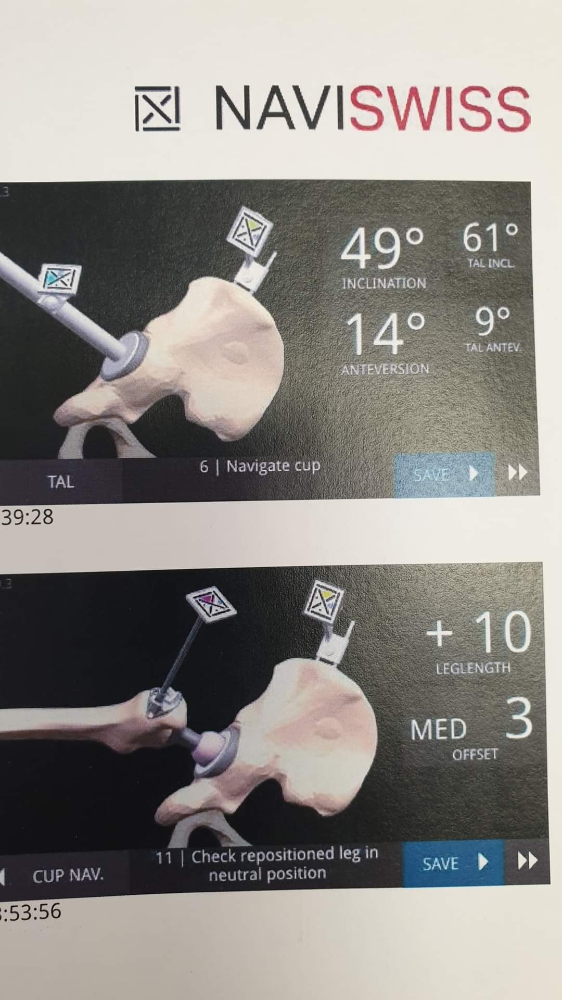 NAVISWISS
.3
49° 61°
TAL INCL.
INCLINATION
14° 9°
TAL ANTEV.
ANTEVERSION
6 | Navigate cup
SAVE
TAL
39:28
.3
+ 10
LEGLENGTH
MED 3
OFFSET
11 | Check repositioned leg in
neutral position
SAVE
CUP NAV.
:53:56